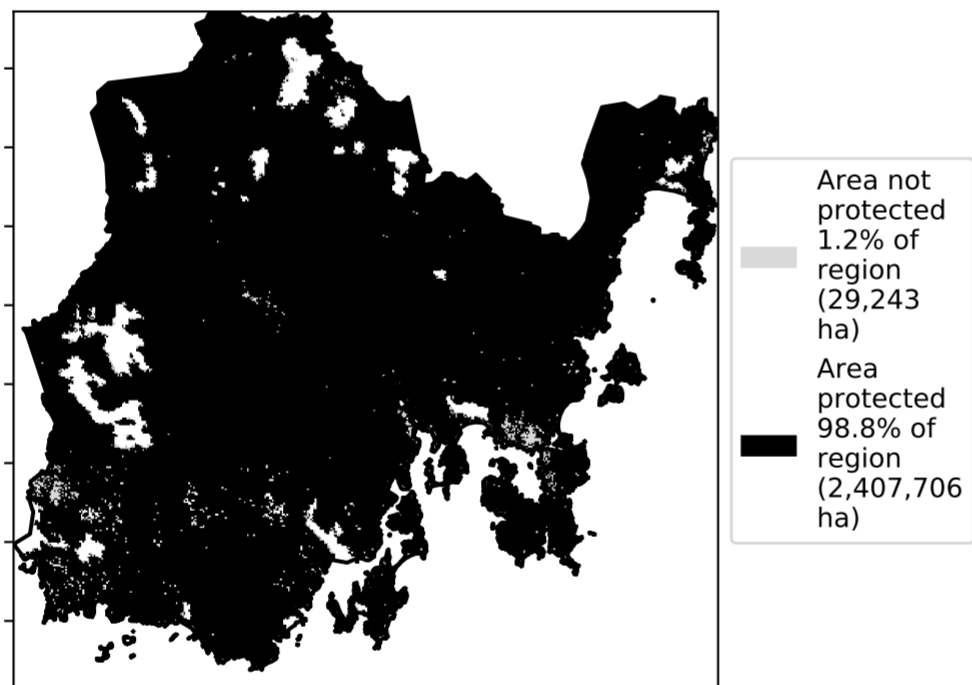 Area not
protected
1.2% of
region
(29,243
ha)
Area
protected
98.8% of
region
(2,407,706
ha)